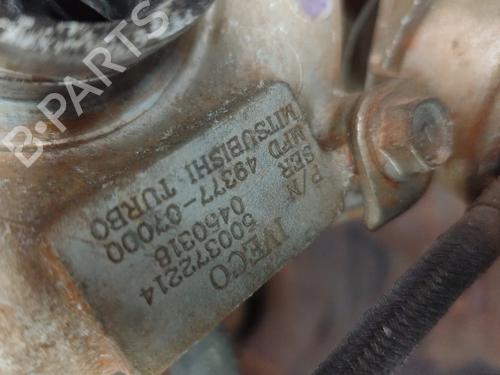 B-PARTS
IVECO
P/N 500372214
SER 0450318
MFD 49377-07000
MITSUBISHI TURBO